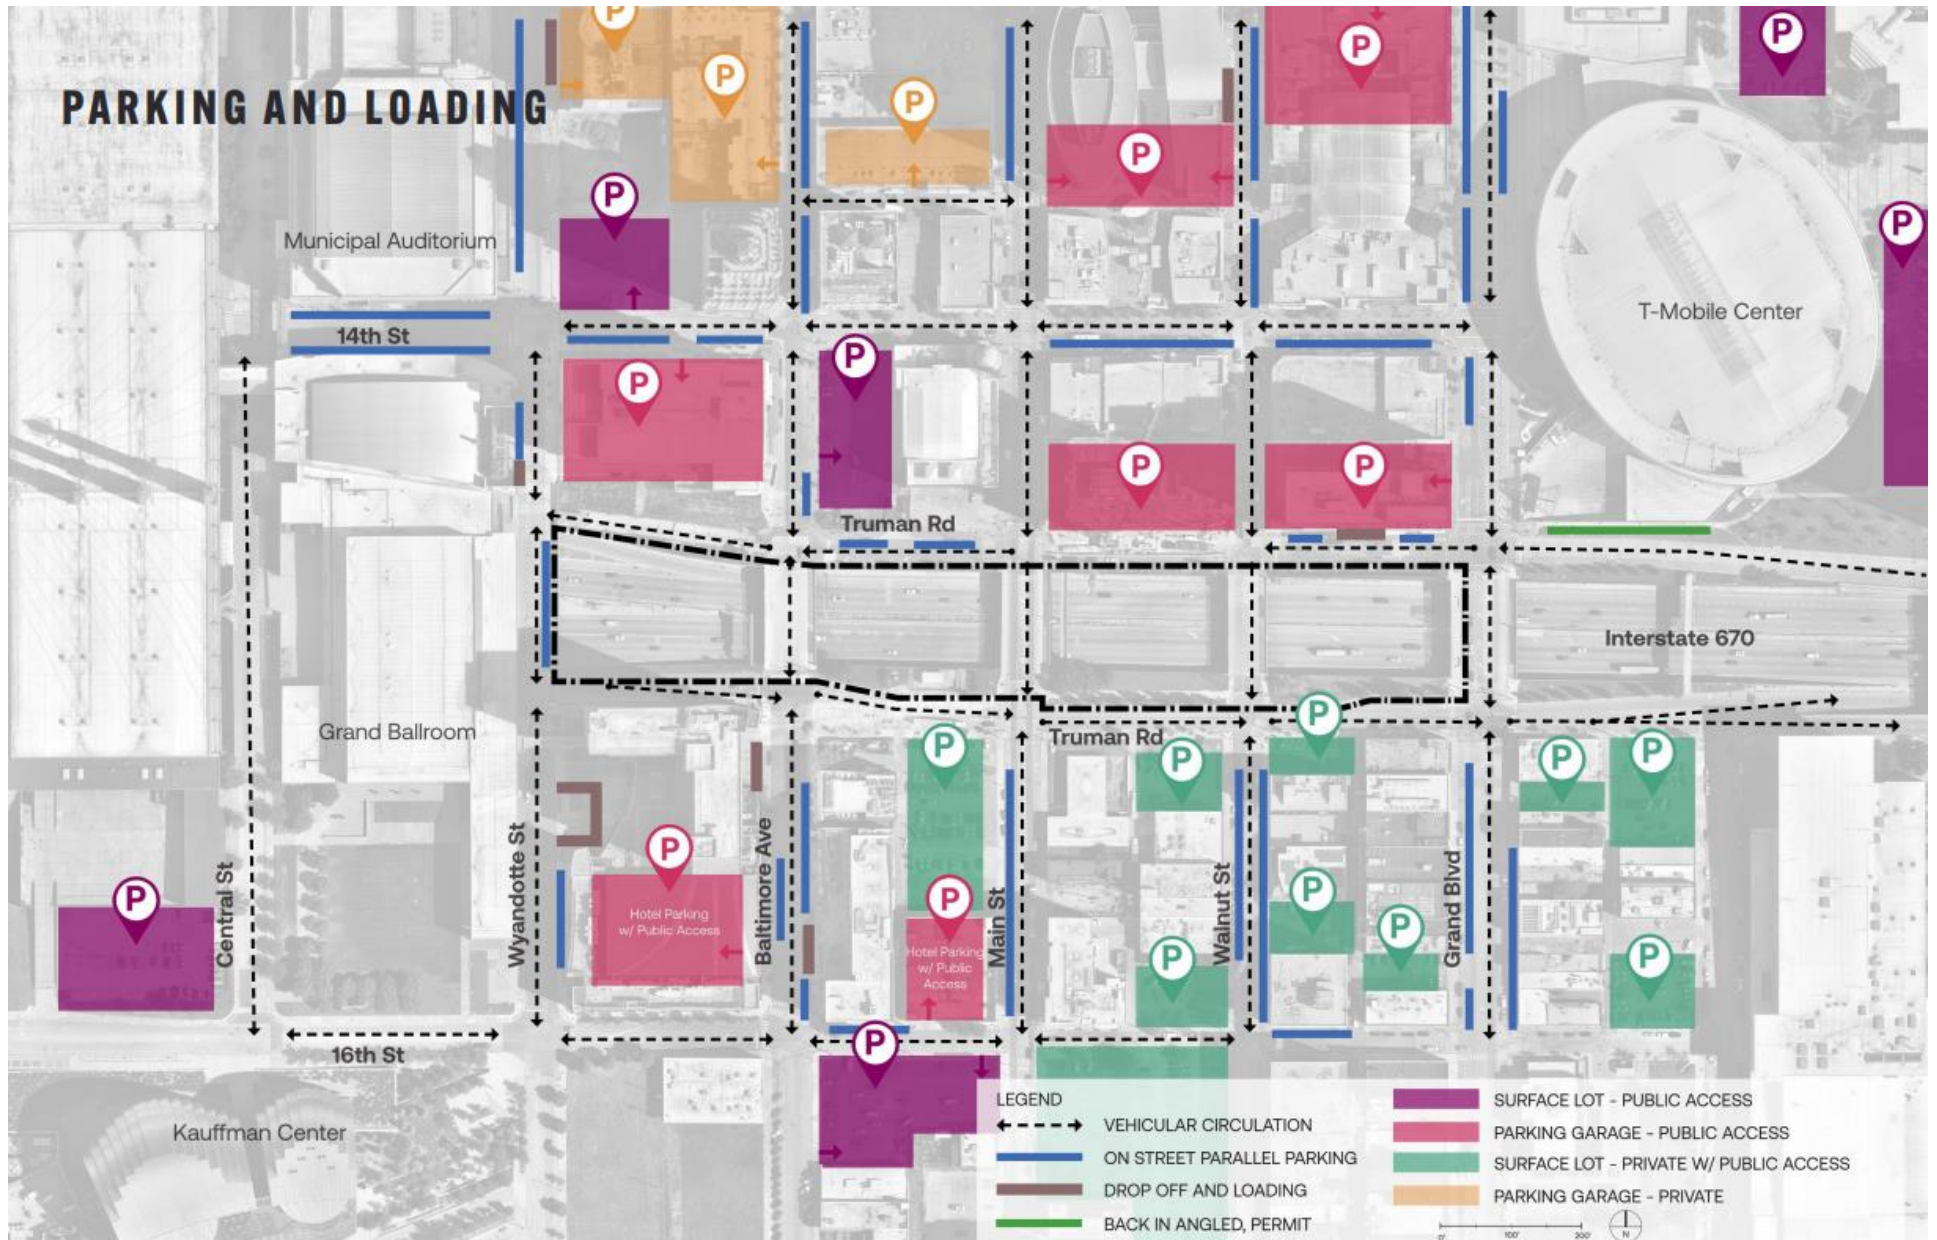 P
P
P
P
P
PARKING AND LOADING
P
P
P
Municipal Auditorium
T-Mobile Center
14th St
P
P
P
P
Truman Rd
Interstate 670
Grand Ballroom
P
Truman Rd
P
P
P
P
Central St
Wyandotte St
Baltimore Ave
Main St
Walnut St
Grand Blvd
P
P
P
P
P
P
P
Hotel Parking
w/ Public Access
Hotel Parking
w/ Public
Access
16th St
P
Kauffman Center
LEGEND
VEHICULAR CIRCULATION
ON STREET PARALLEL PARKING
DROP OFF AND LOADING
BACK IN ANGLED, PERMIT
SURFACE LOT - PUBLIC ACCESS
PARKING GARAGE - PUBLIC ACCESS
SURFACE LOT - PRIVATE W/ PUBLIC ACCESS
PARKING GARAGE - PRIVATE
0' 100' 200'
N